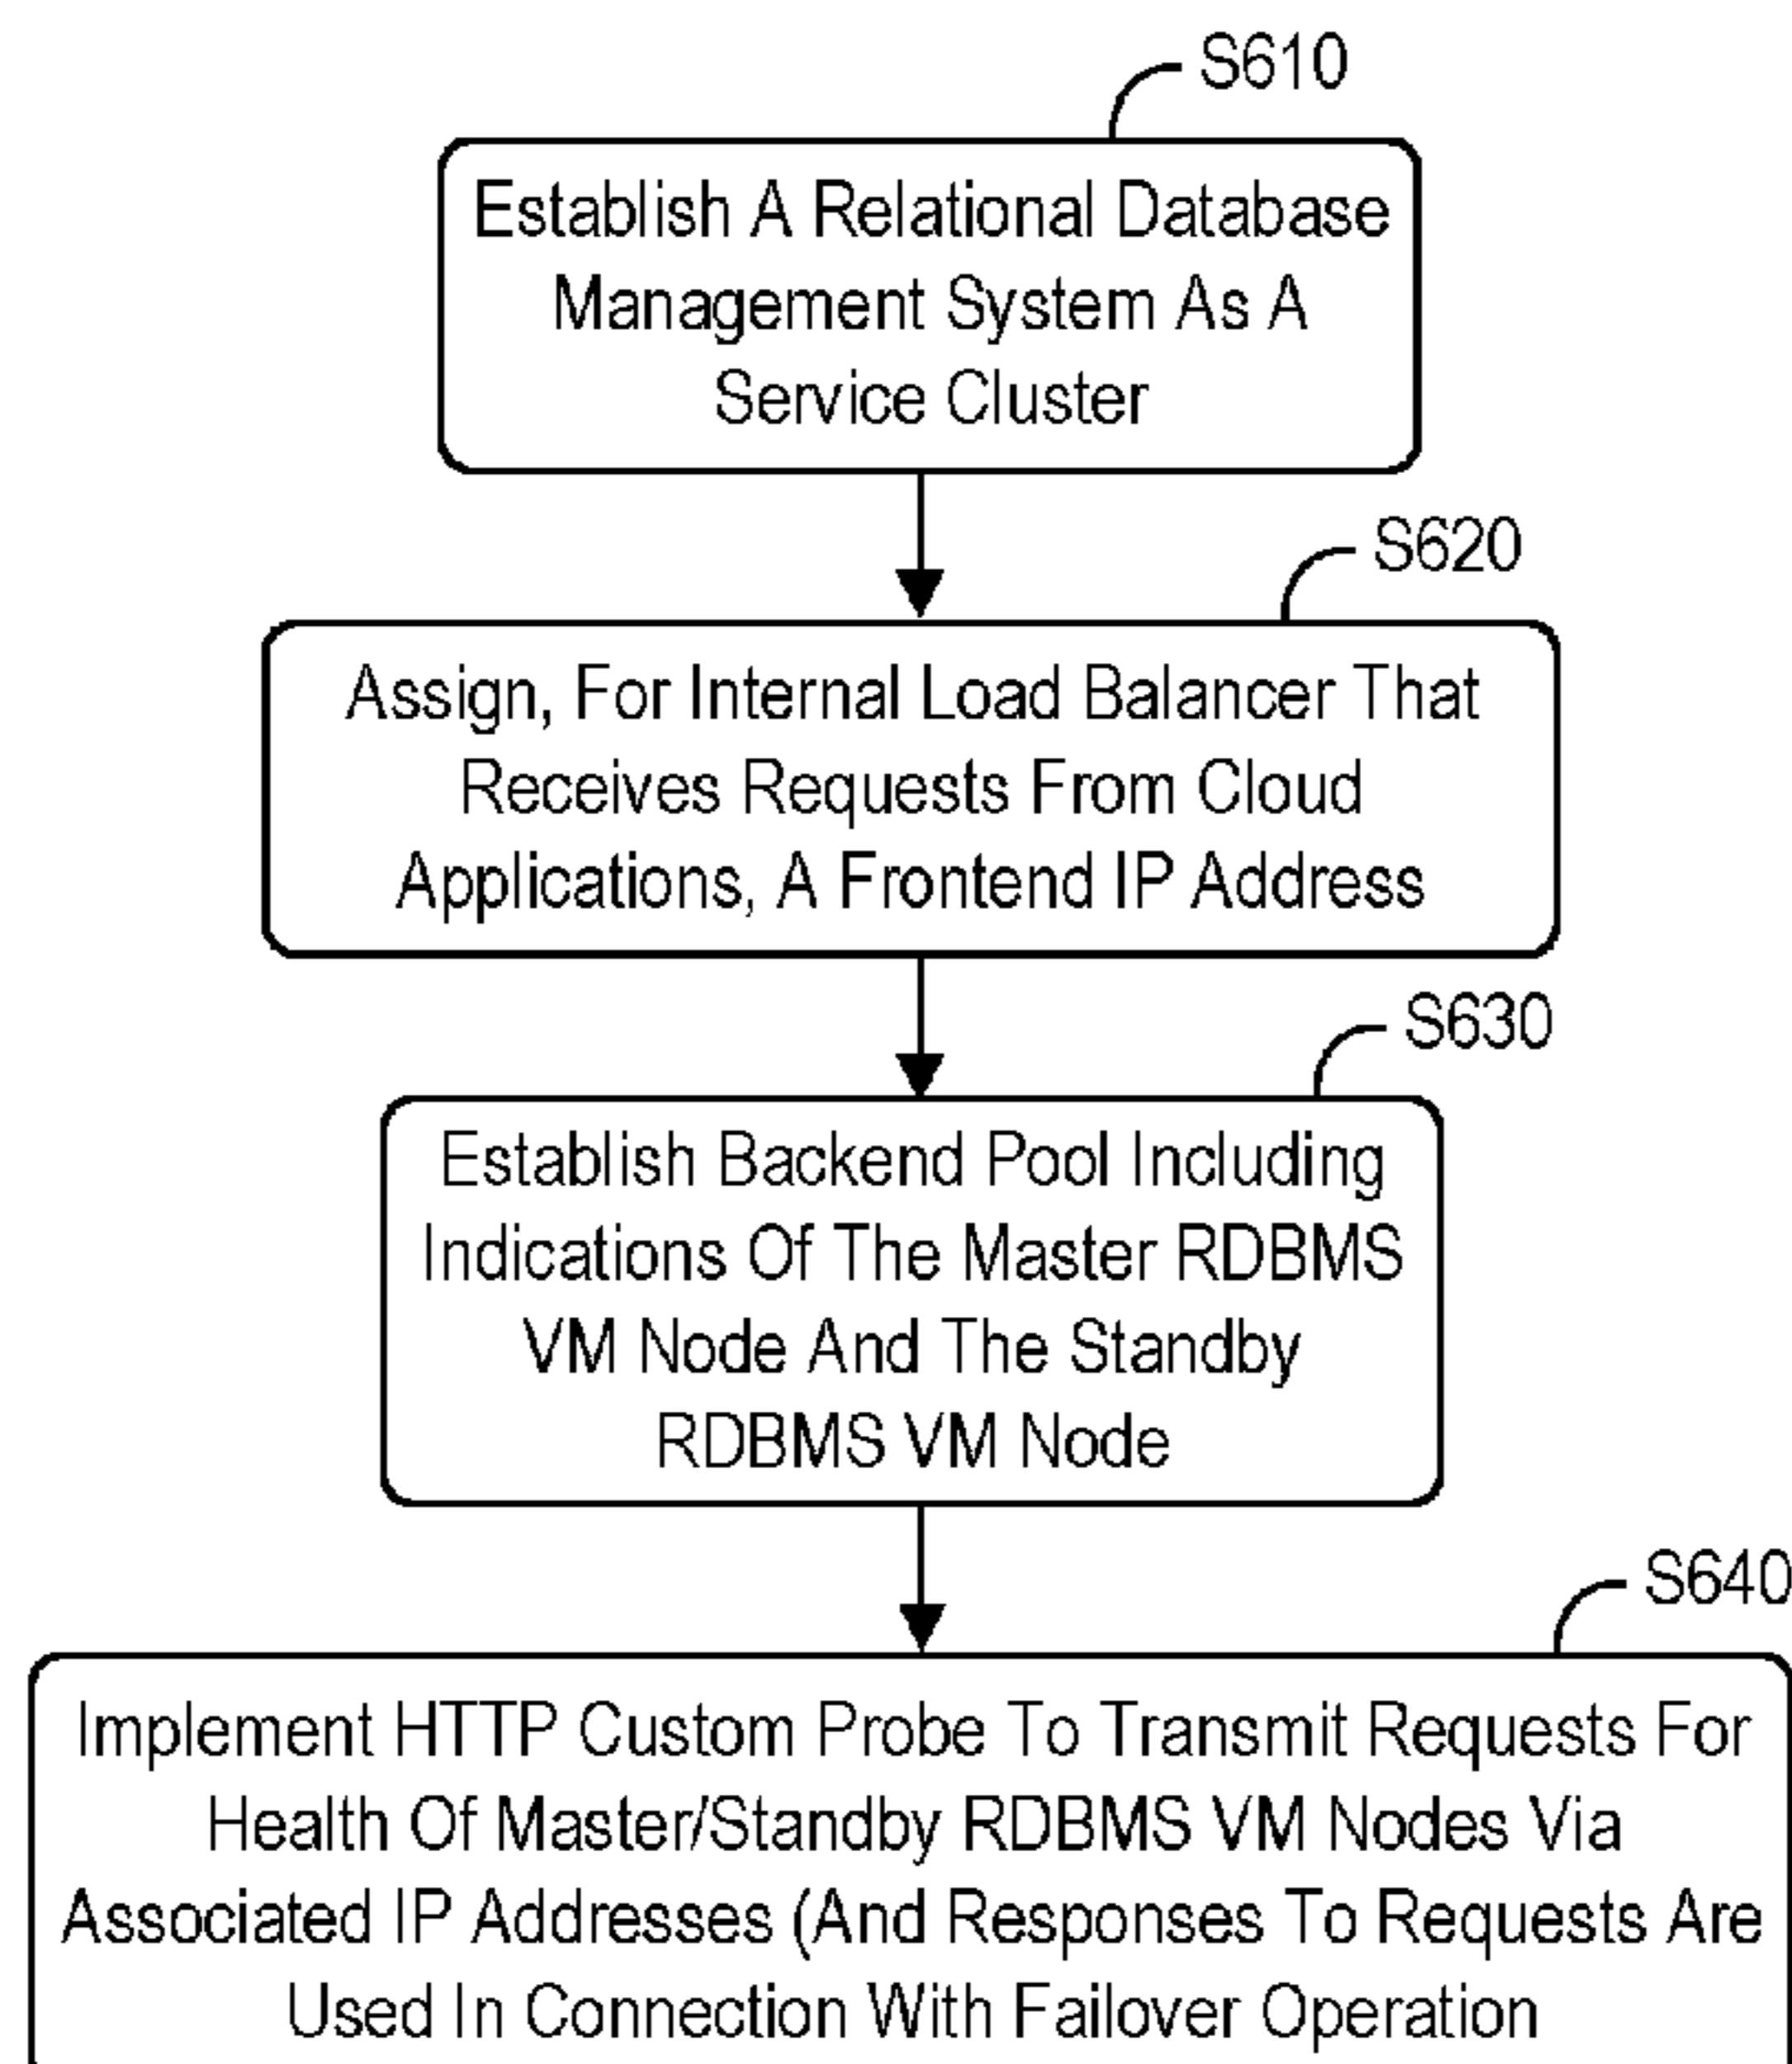 S610
Establish A Relational Database
Management System As A
Service Cluster
S620
Assign, For Internal Load Balancer That
Receives Requests From Cloud
Applications, A Frontend IP Address
S630
Establish Backend Pool Including
Indications Of The Master RDBMS
VM Node And The Standby
RDBMS VM Node
S640
Implement HTTP Custom Probe To Transmit Requests For
Health Of Master/Standby RDBMS VM Nodes Via
Associated IP Addresses (And Responses To Requests Are
Used In Connection With Failover Operation